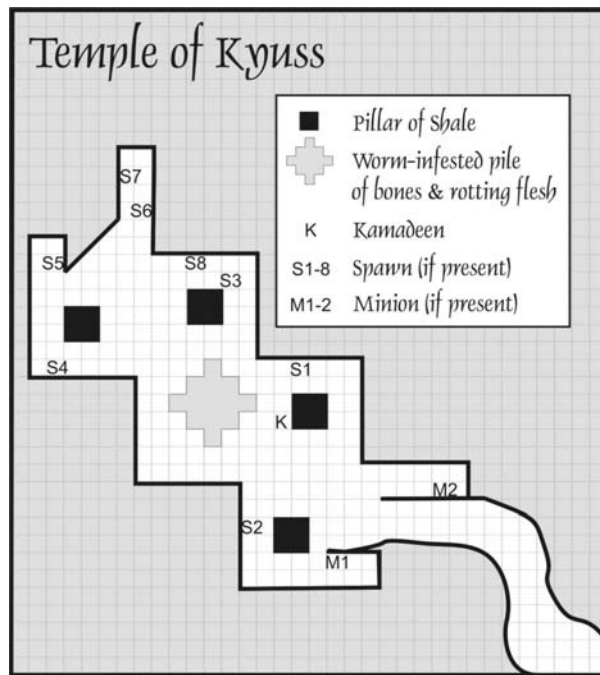 Temple of Kyuss
Pillar of Shale
Worm-infested pile
of bones & rotting flesh
K Kamadeen
S1-8 Spawn (if present)
M1-2 Minion (if present)
S7
S6
S5
S8
S3
S4
S1
K
M2
S2
M1